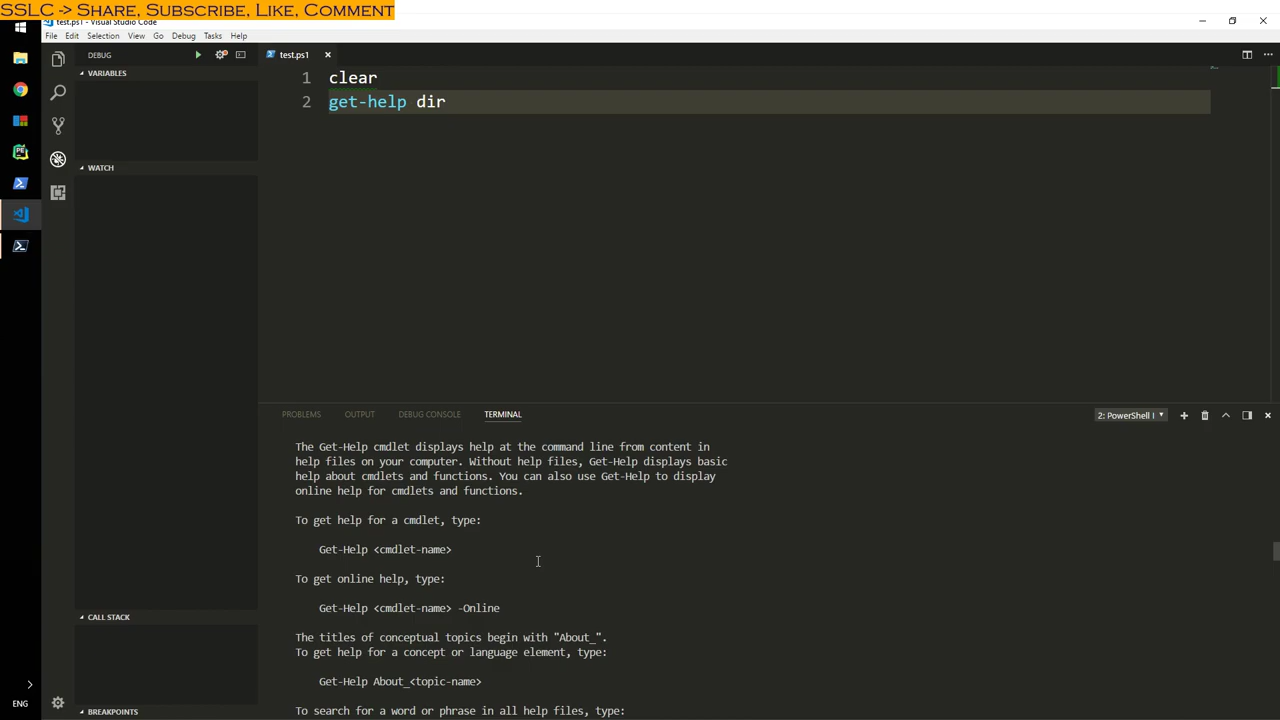 SSLC -> Share, Subscribe, Like, Comment
test.ps1 - Visual Studio Code
File Edit Selection View Go Debug Tasks Help
DEBUG
test.ps1
VARIABLES
1 clear
2 get-help dir
WATCH
PROBLEMS OUTPUT DEBUG CONSOLE TERMINAL
2: PowerShell I
The Get-Help cmdlet displays help at the command line from content in
help files on your computer. Without help files, Get-Help displays basic
help about cmdlets and functions. You can also use Get-Help to display
online help for cmdlets and functions.
To get help for a cmdlet, type:
Get-Help <cmdlet-name>
To get online help, type:
Get-Help <cmdlet-name> -Online
CALL STACK
The titles of conceptual topics begin with "About_".
To get help for a concept or language element, type:
Get-Help About_<topic-name>
ENG
BREAKPOINTS
To search for a word or phrase in all help files, type: